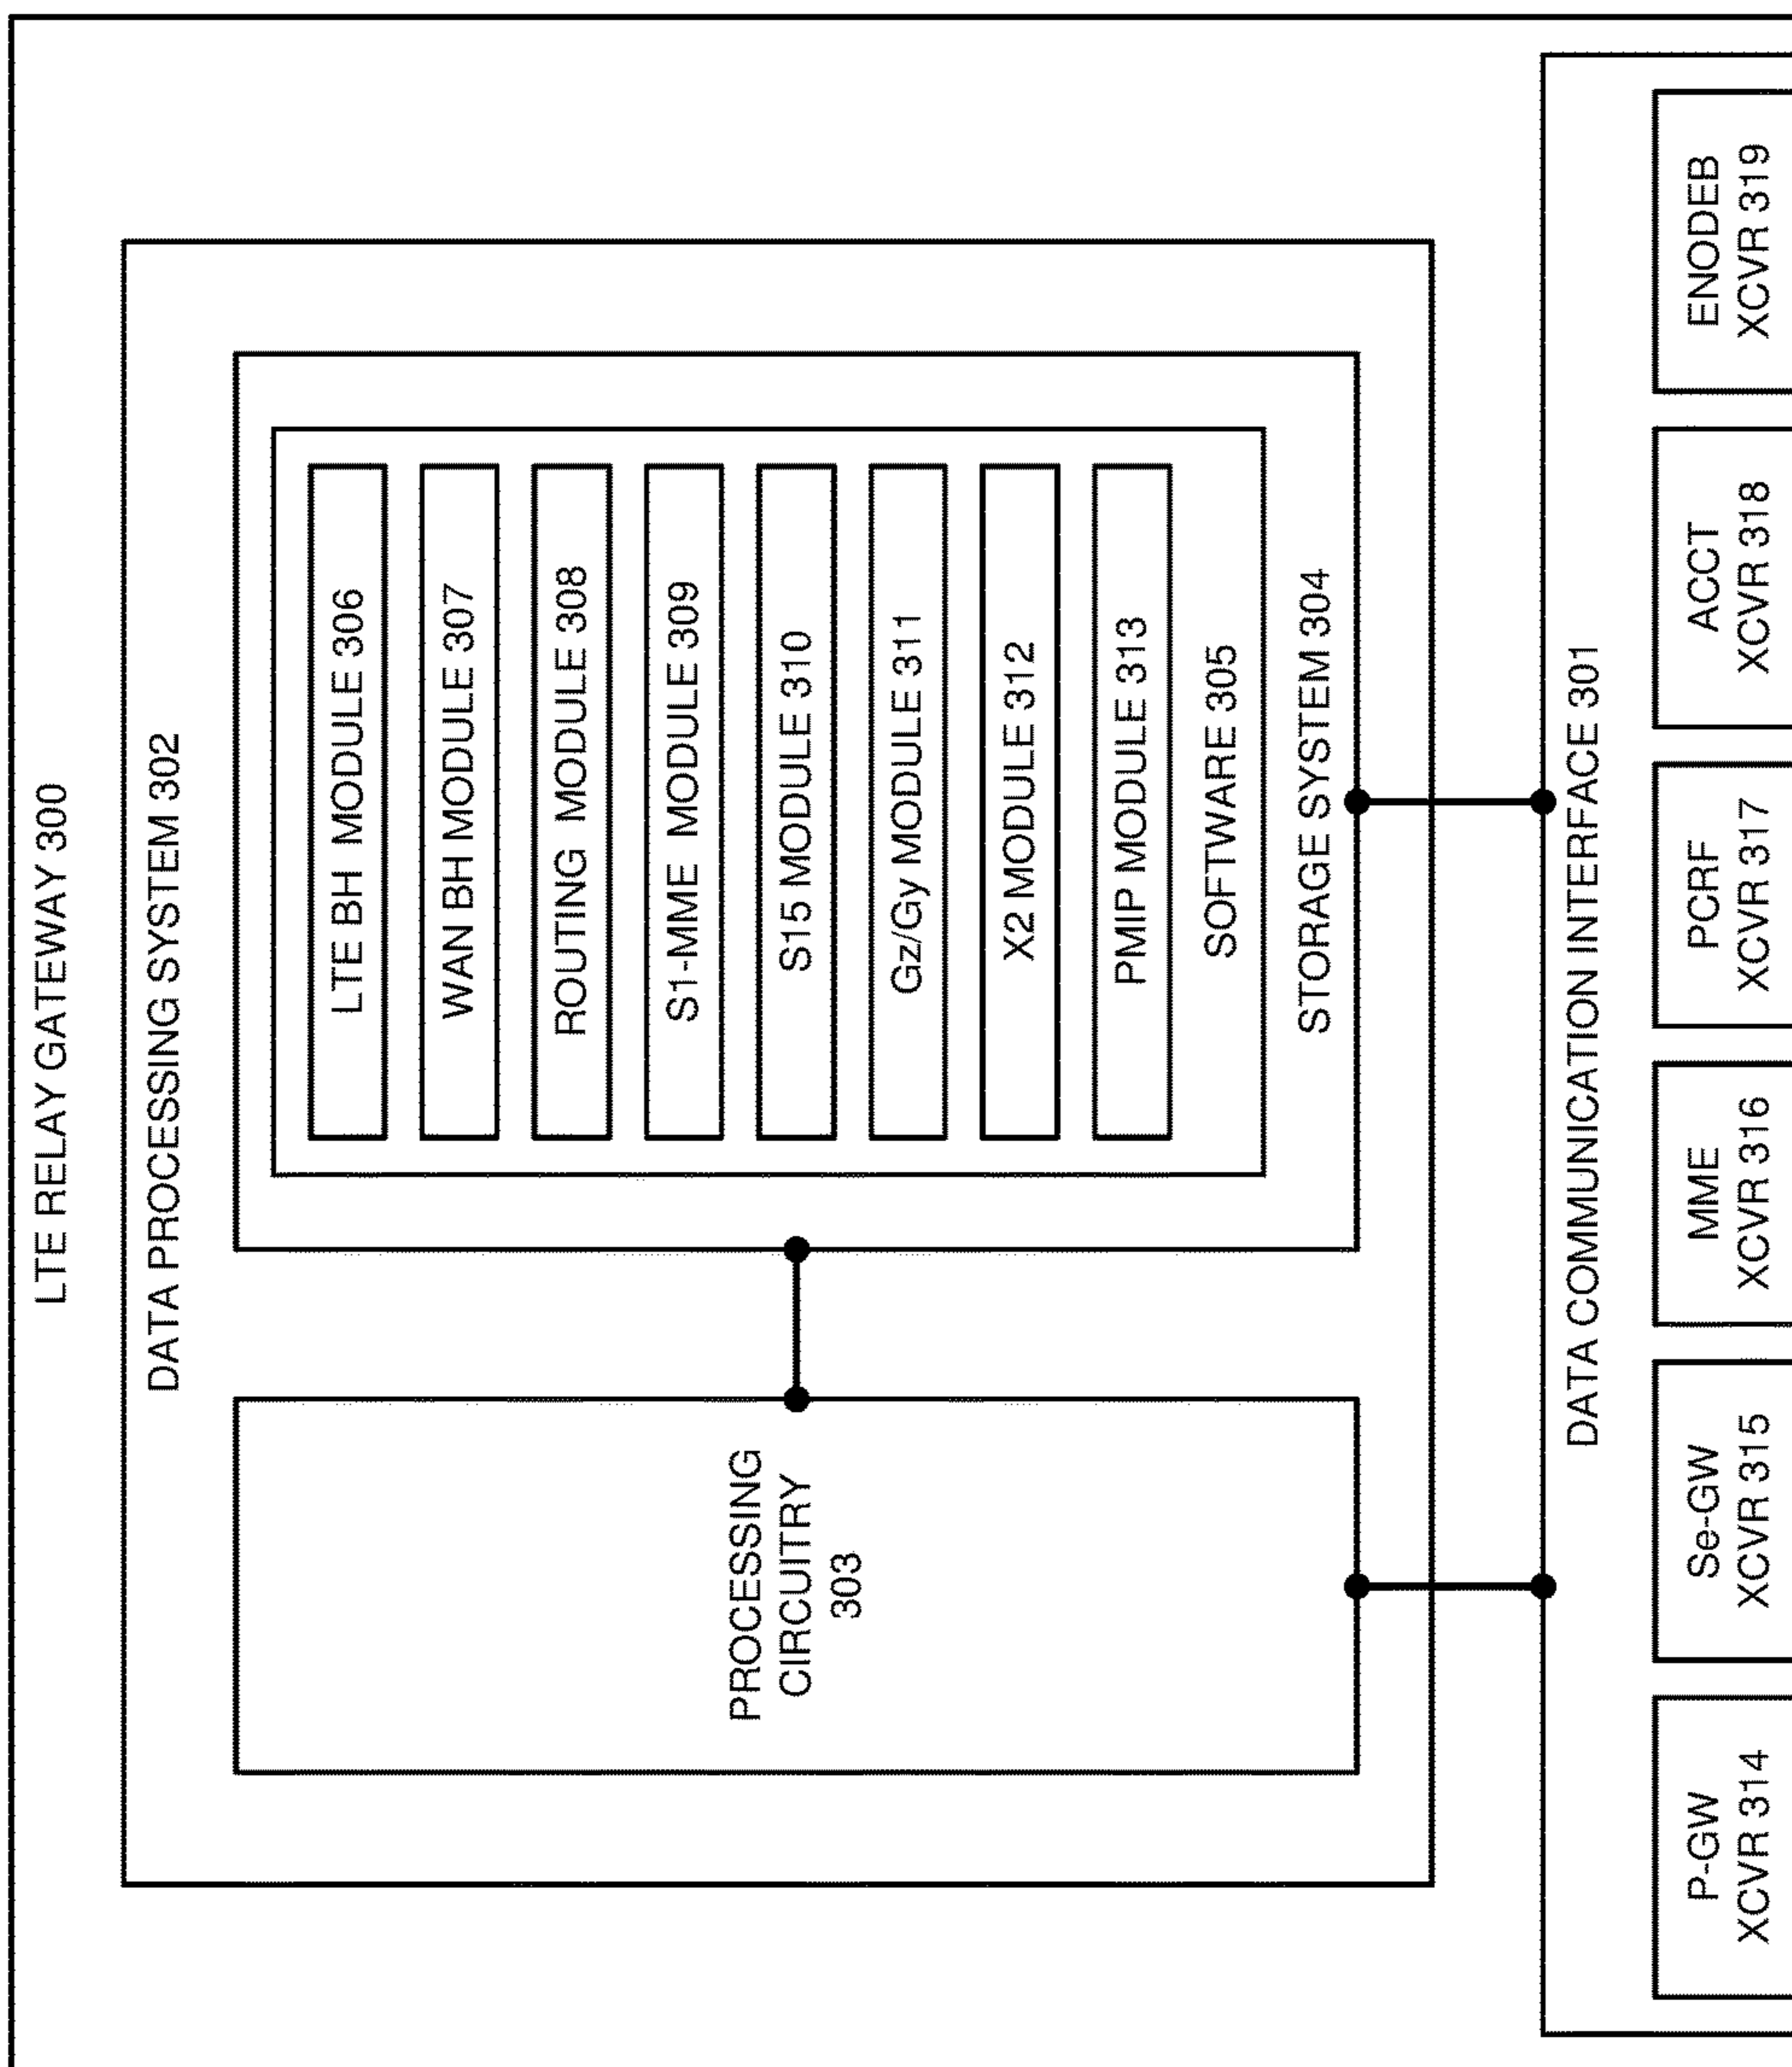 LTE RELAY GATEWAY 300
DATA PROCESSING SYSTEM 302
PROCESSING
CIRCUITRY
303
LTE BH MODULE 306
WAN BH MODULE 307
ROUTING MODULE 308
S1-MME MODULE 309
S15 MODULE 310
Gz/Gy MODULE 311
X2 MODULE 312
PMIP MODULE 313
SOFTWARE 305
STORAGE SYSTEM 304
DATA COMMUNICATION INTERFACE 301
P-GW
XCVR 314
Se-GW
XCVR 315
MME
XCVR 316
PCRF
XCVR 317
ACCT
XCVR 318
ENODEB
XCVR 319